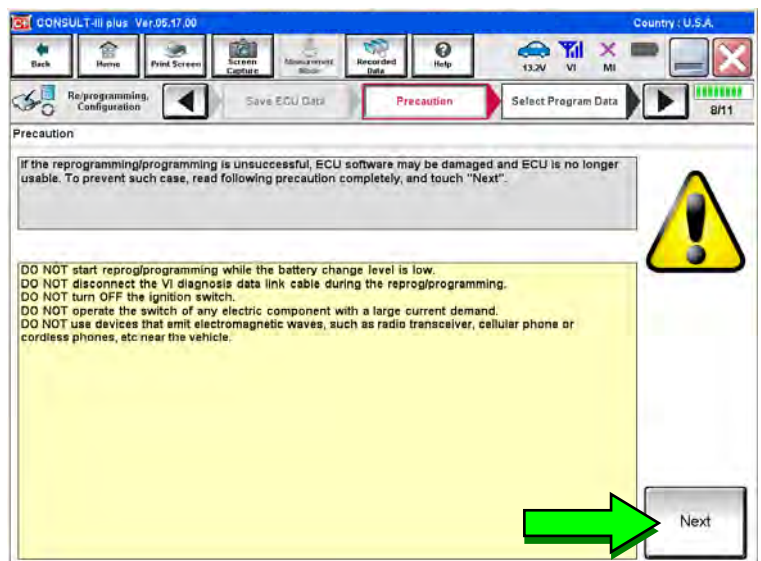 CONSULT-III plus Ver.05.17.00
Country : U.S.A.
Back
Home
Print Screen
Screen Capture
Measurement Mode
Recorded Data
Help
13.2V
VI
MI
Re/programming, Configuration
Save ECU Data
Precaution
Select Program Data
8/11
Precaution
If the reprogramming/programming is unsuccessful, ECU software may be damaged and ECU is no longer
usable. To prevent such case, read following precaution completely, and touch "Next".
DO NOT start reprog/programming while the battery change level is low.
DO NOT disconnect the VI diagnosis data link cable during the reprog/programming.
DO NOT turn OFF the ignition switch.
DO NOT operate the switch of any electric component with a large current demand.
DO NOT use devices that emit electromagnetic waves, such as radio transceiver, cellular phone or
cordless phones, etc near the vehicle.
Next